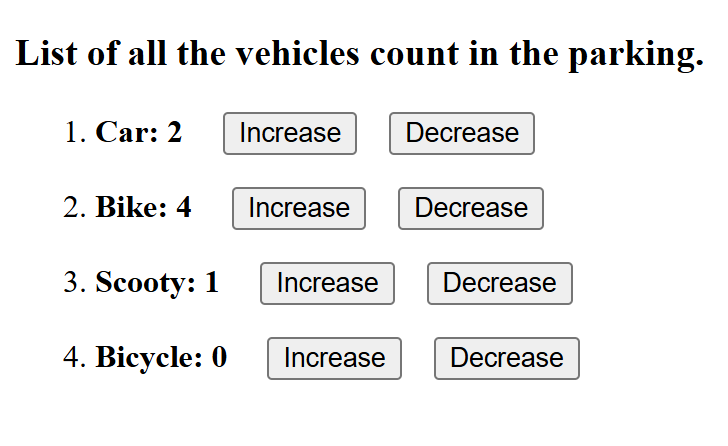 List of all the vehicles count in the parking.
1. Car: 2 Increase Decrease
2. Bike: 4 Increase Decrease
3. Scooty: 1 Increase Decrease
4. Bicycle: 0 Increase Decrease